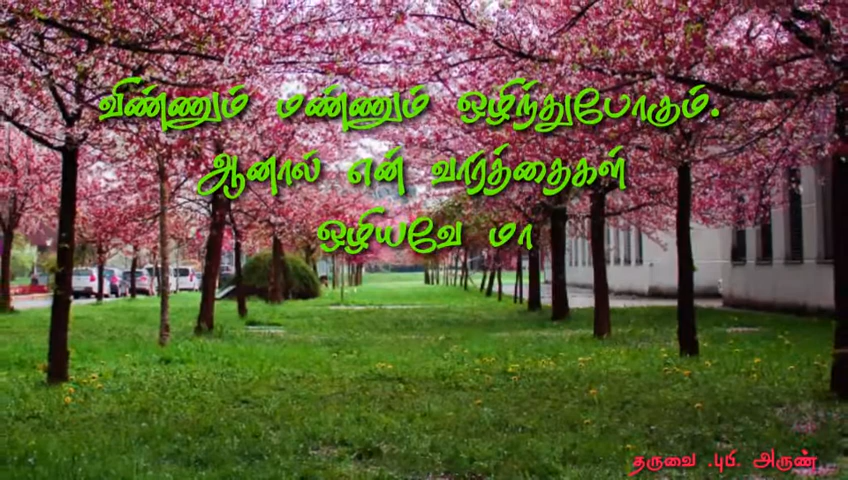 விண்ணும் மண்ணும் ஒழிந்துபோகும்.
ஆனால் என் வார்த்தைகள்
ஒழியவே மா
தருவை .புபி. அருண்